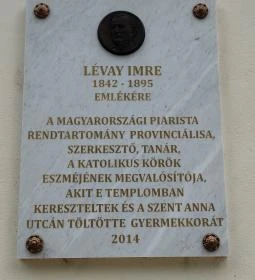 LÉVAY IMRE
1842 - 1895
EMLÉKÉRE
A MAGYARORSZÁGI PIARISTA
RENDTARTOMÁNY PROVINCIÁLISA,
SZERKESZTŐ, TANÁR,
A KATOLIKUS KÖRÖK
ESZMÉJÉNEK MEGVALÓSÍTÓJA,
AKIT E TEMPLOMBAN
KERESZTELTEK ÉS A SZENT ANNA
UTCÁN TÖLTÖTTE GYERMEKKORÁT
2014